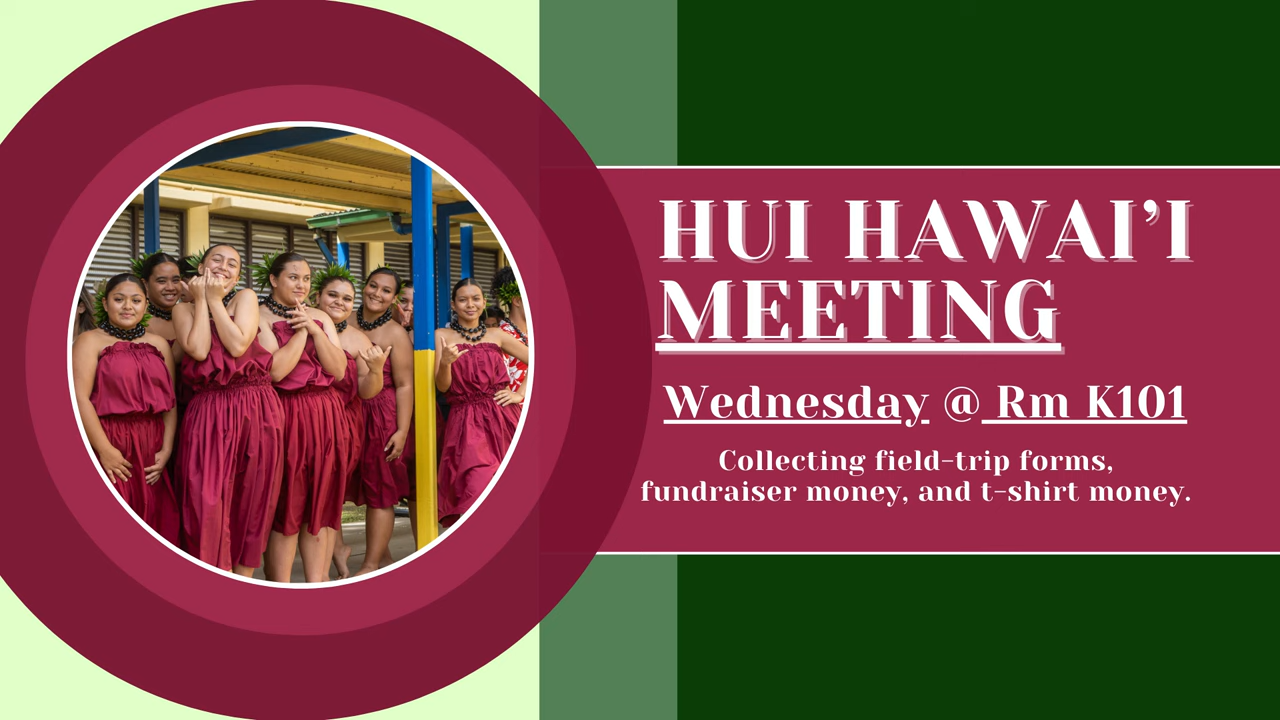 HUI HAWAI’I
MEETING
Wednesday @ Rm K101
Collecting field-trip forms,
fundraiser money, and t-shirt money.